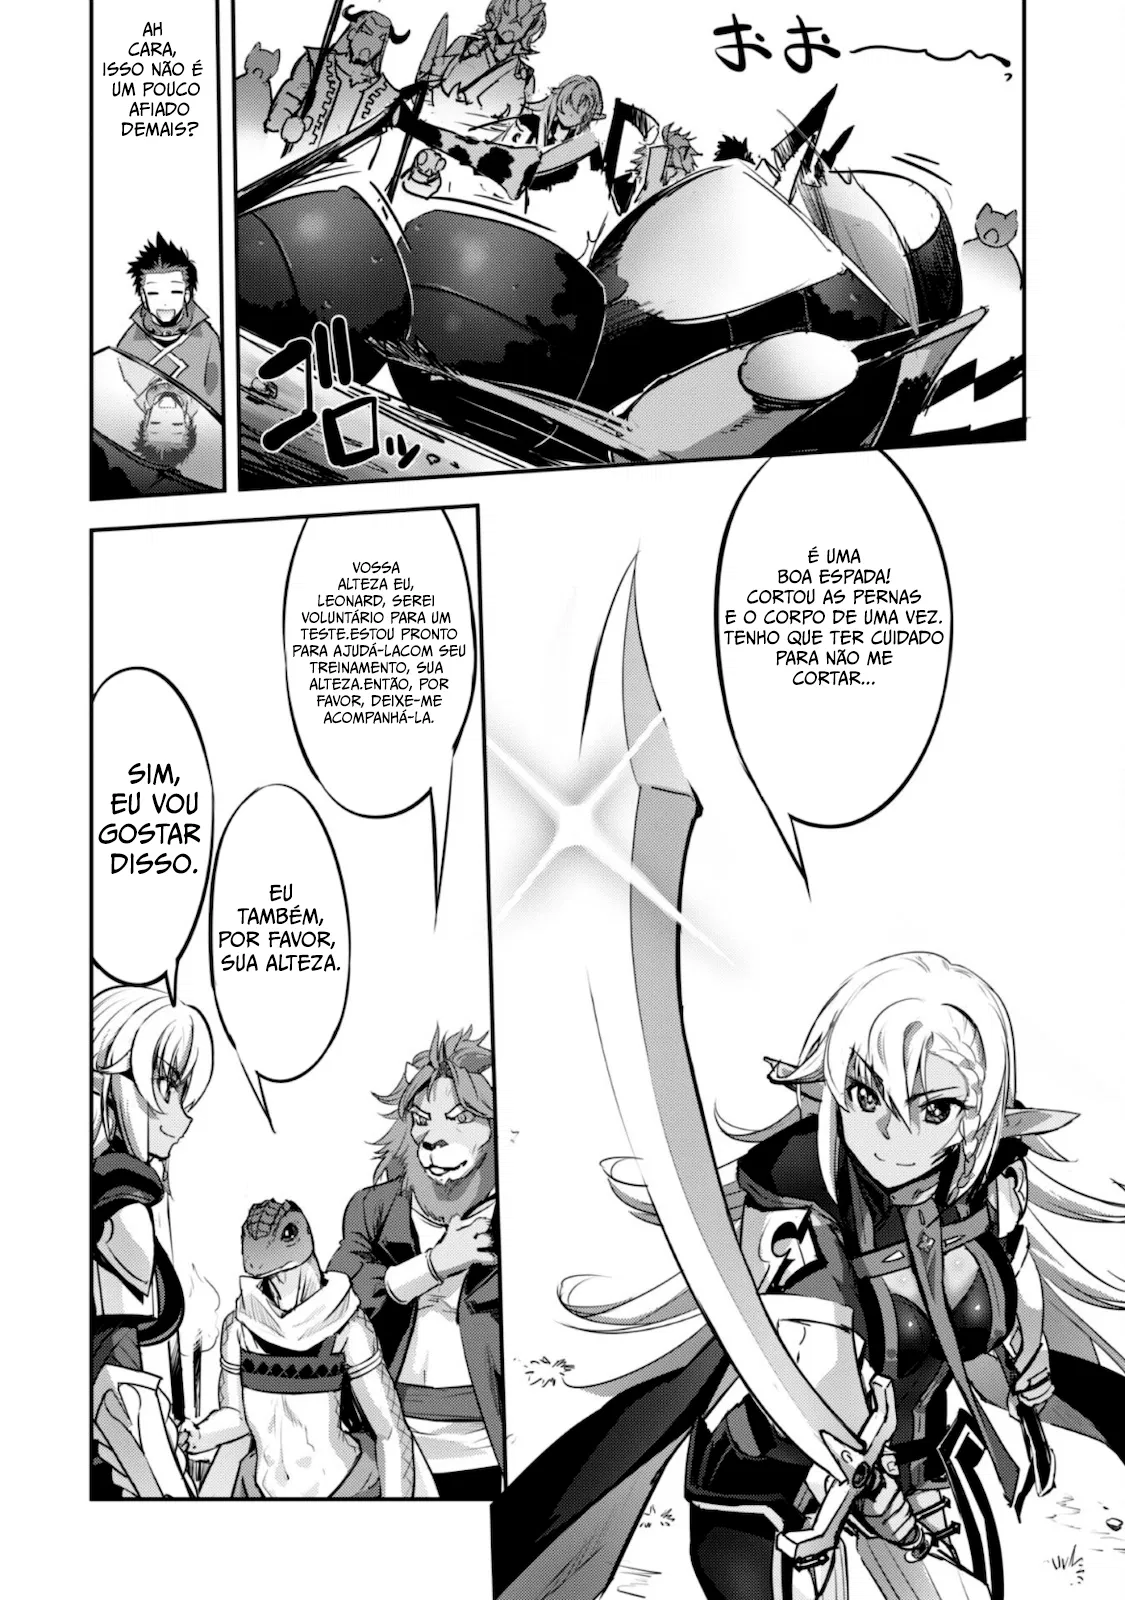 おお〜
AH
CARA,
ISSO NÃO É
UM POUCO
AFIADO
DEMAIS?
ゴロッ
É UMA
BOA ESPADA!
CORTOU AS PERNAS
E O CORPO DE UMA VEZ.
TENHO QUE TER CUIDADO
PARA NÃO ME
CORTAR...
VOSSA
ALTEZA EU,
LEONARD, SEREI
VOLUNTÁRIO PARA UM
TESTE.ESTOU PRONTO
PARA AJUDÁ-LACOM SEU
TREINAMENTO, SUA
ALTEZA.ENTÃO, POR
FAVOR, DEIXE-ME
ACOMPANHÁ-LA.
EU
TAMBÉM,
POR FAVOR,
SUA ALTEZA.
SIM,
EU VOU
GOSTAR
DISSO.